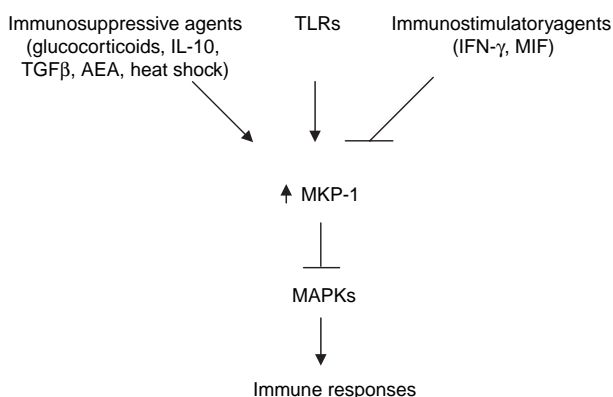 Immunosuppressive agents
(glucocorticoids, IL-10,
TGFβ, AEA, heat shock)
TLRs
Immunostimulatoryagents
(IFN-γ, MIF)
MKP-1
MAPKs
Immune responses